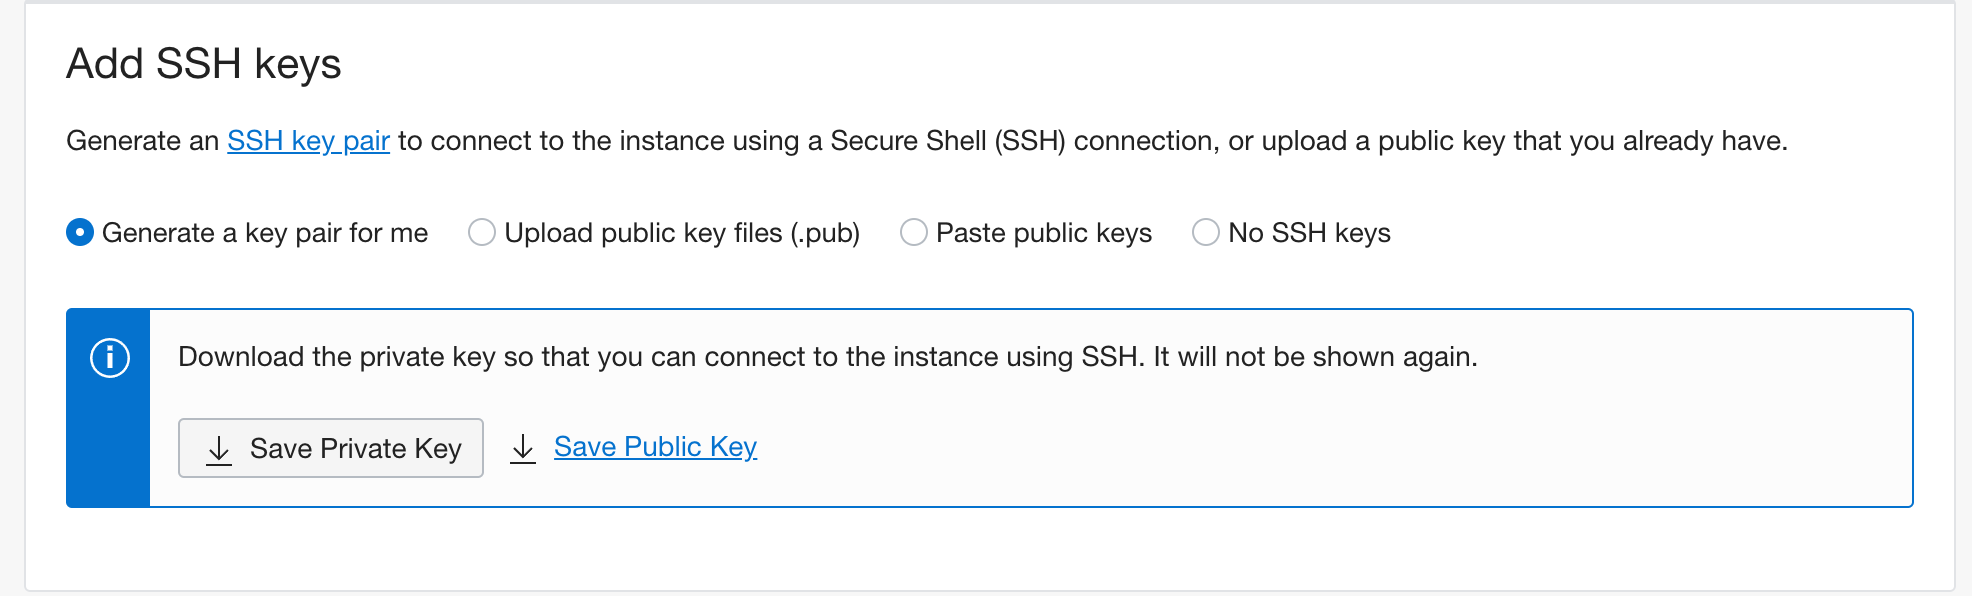 Add SSH keys
Generate an SSH key pair to connect to the instance using a Secure Shell (SSH) connection, or upload a public key that you already have.
Generate a key pair for me Upload public key files (.pub) Paste public keys No SSH keys
Download the private key so that you can connect to the instance using SSH. It will not be shown again.
Save Private Key Save Public Key